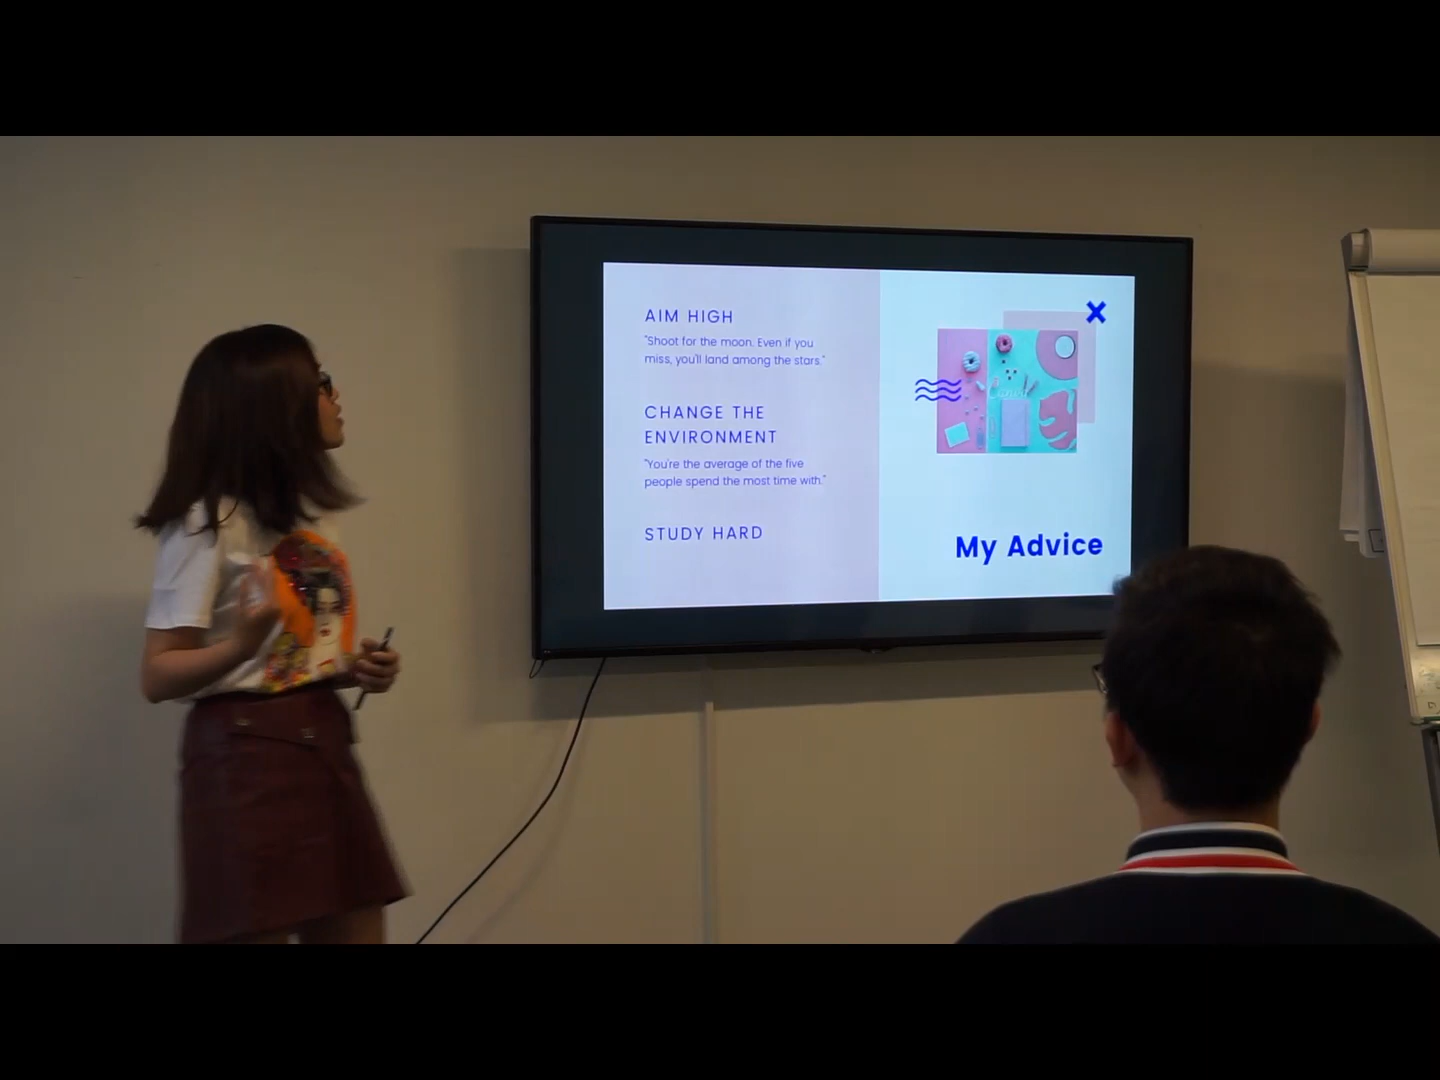 AIM HIGH
"Shoot for the moon. Even if you
miss, you'll land among the stars."
CHANGE THE
ENVIRONMENT
"You're the average of the five
people spend the most time with."
STUDY HARD
My Advice
Canva